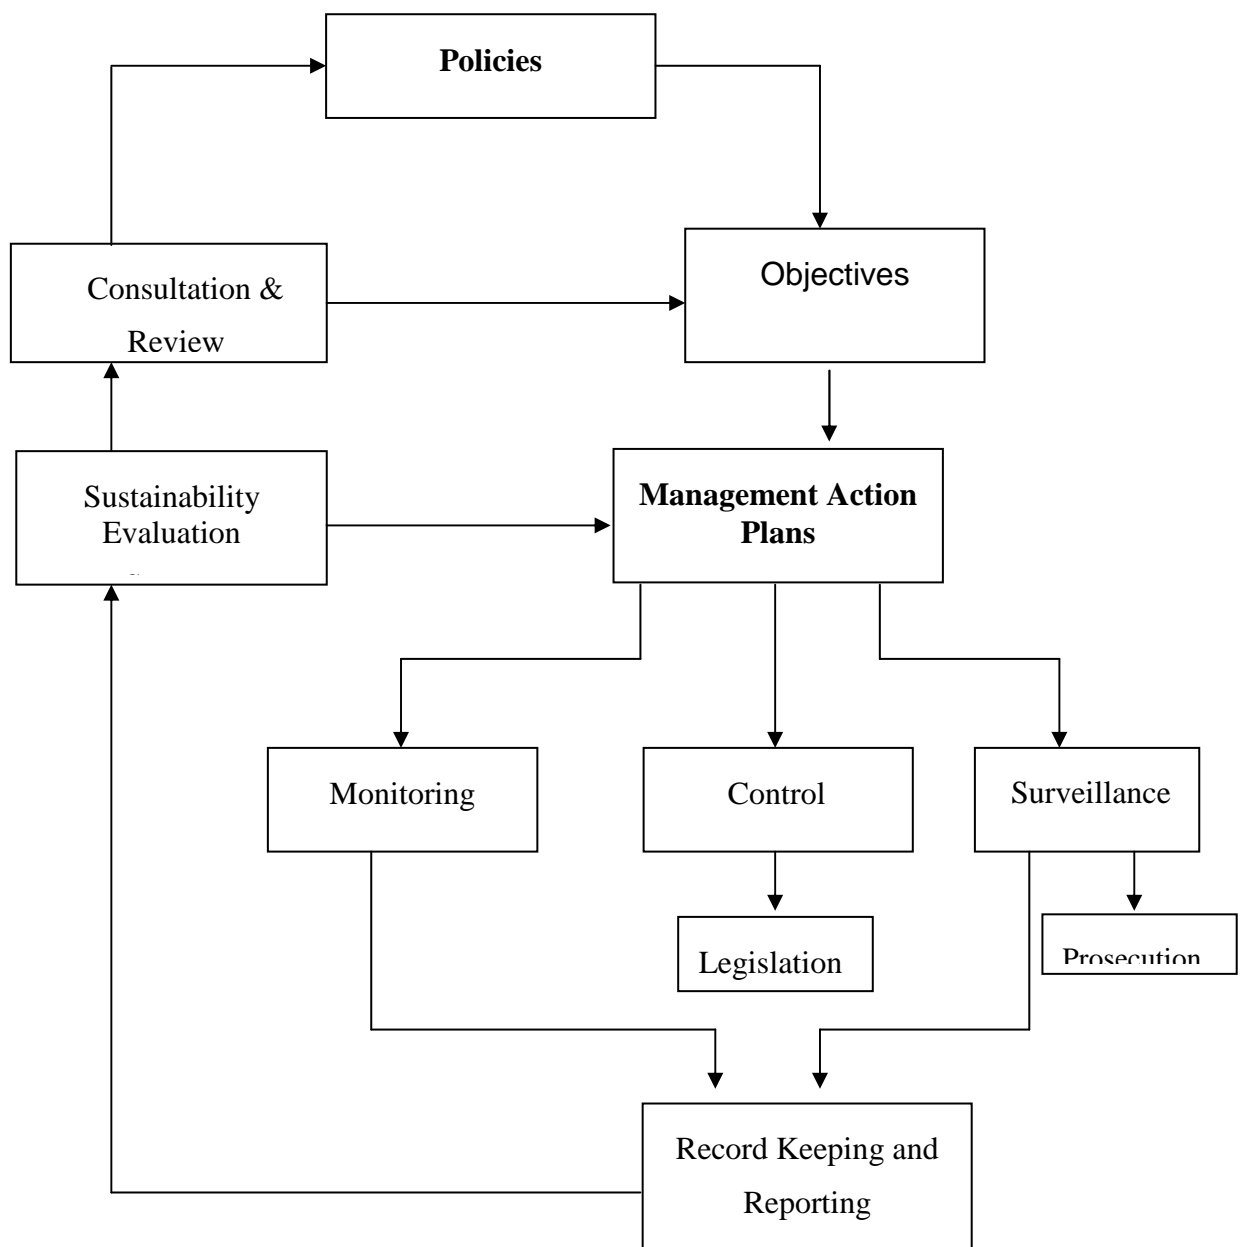 Policies
Consultation &
Review
Objectives
Sustainability
Evaluation
Management Action
Plans
Monitoring
Control
Surveillance
Legislation
Prosecution
Record Keeping and
Reporting